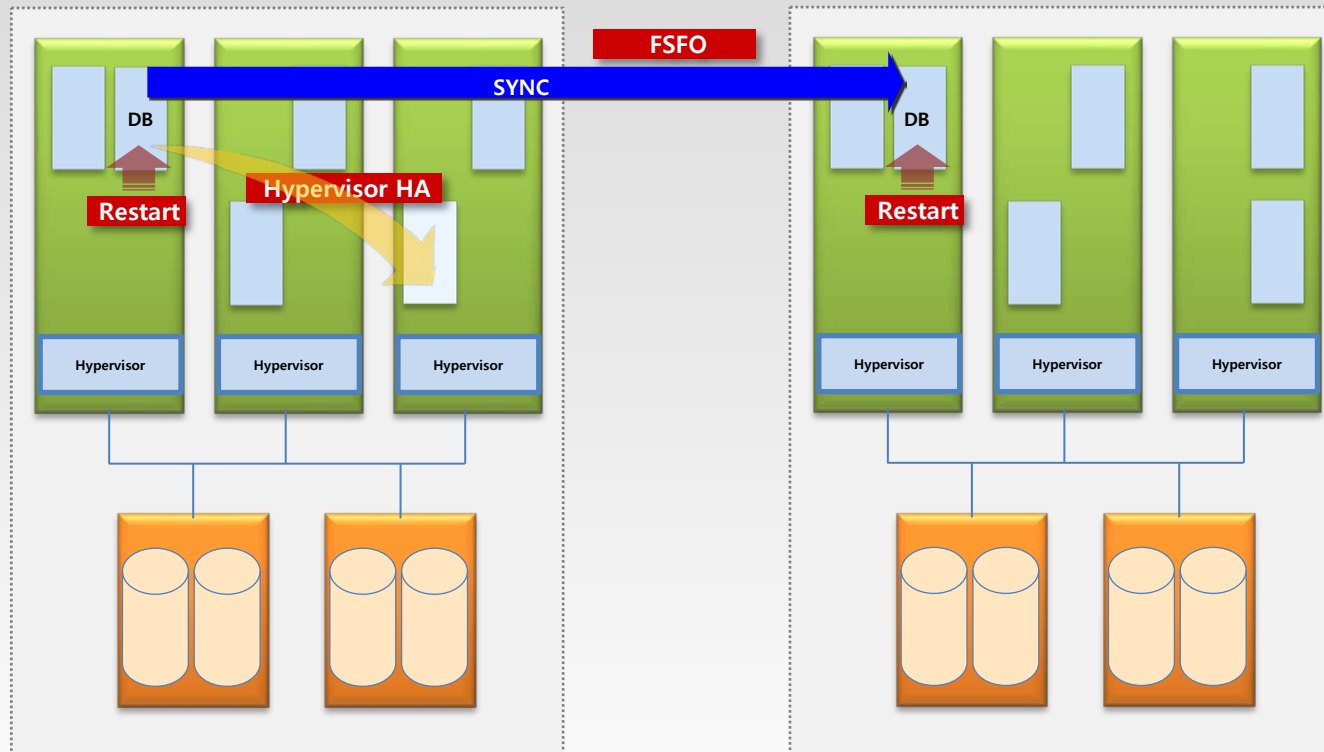 FSFO
SYNC
DB
DB
Hypervisor HA
Restart
Restart
Hypervisor
Hypervisor
Hypervisor
Hypervisor
Hypervisor
Hypervisor